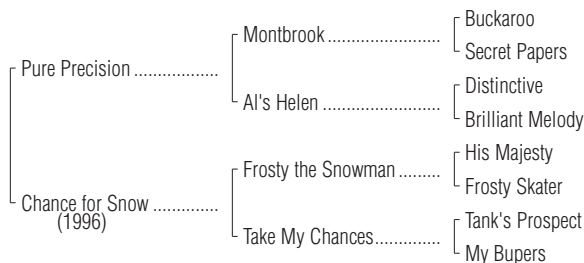 Buckaroo
Montbrook ........................
Secret Papers
Pure Precision ..................
Distinctive
Al's Helen .........................
Brilliant Melody
His Majesty
Frosty the Snowman .........
Frosty Skater
Chance for Snow ..............
(1996)
Tank's Prospect
Take My Chances..............
My Bupers